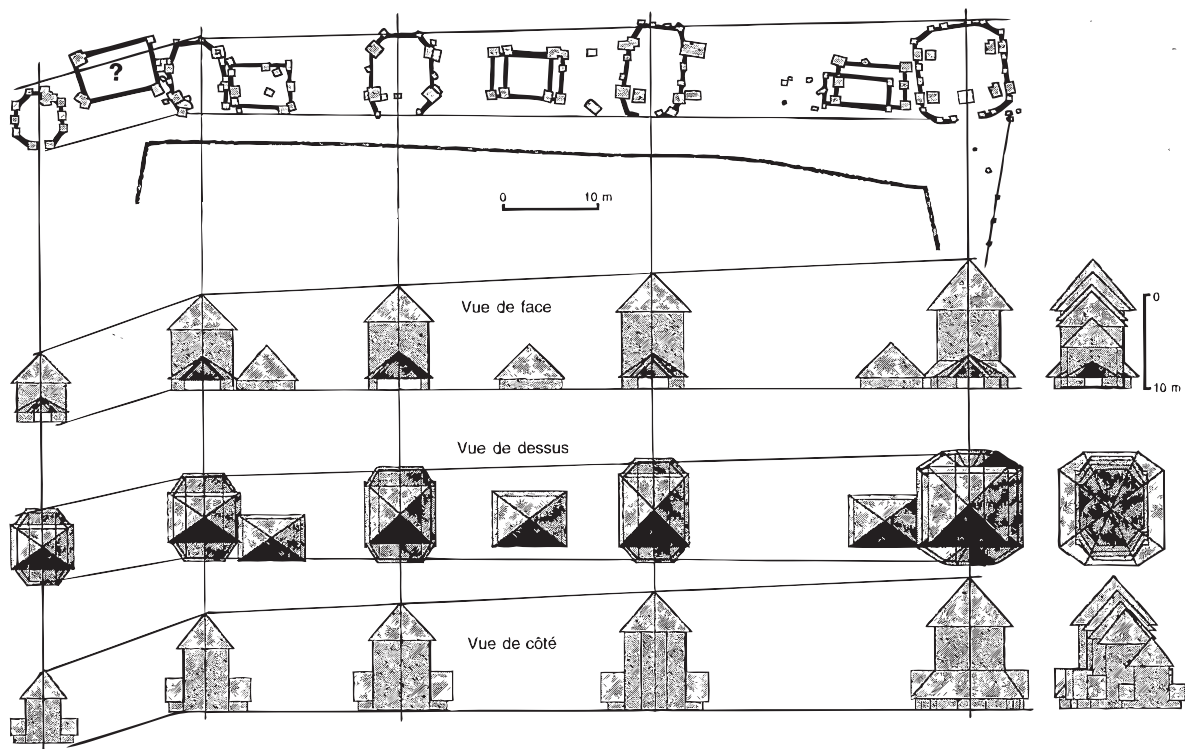 ?
0 10 m
Vue de face
0
10 m
Vue de dessus
Vue de côté